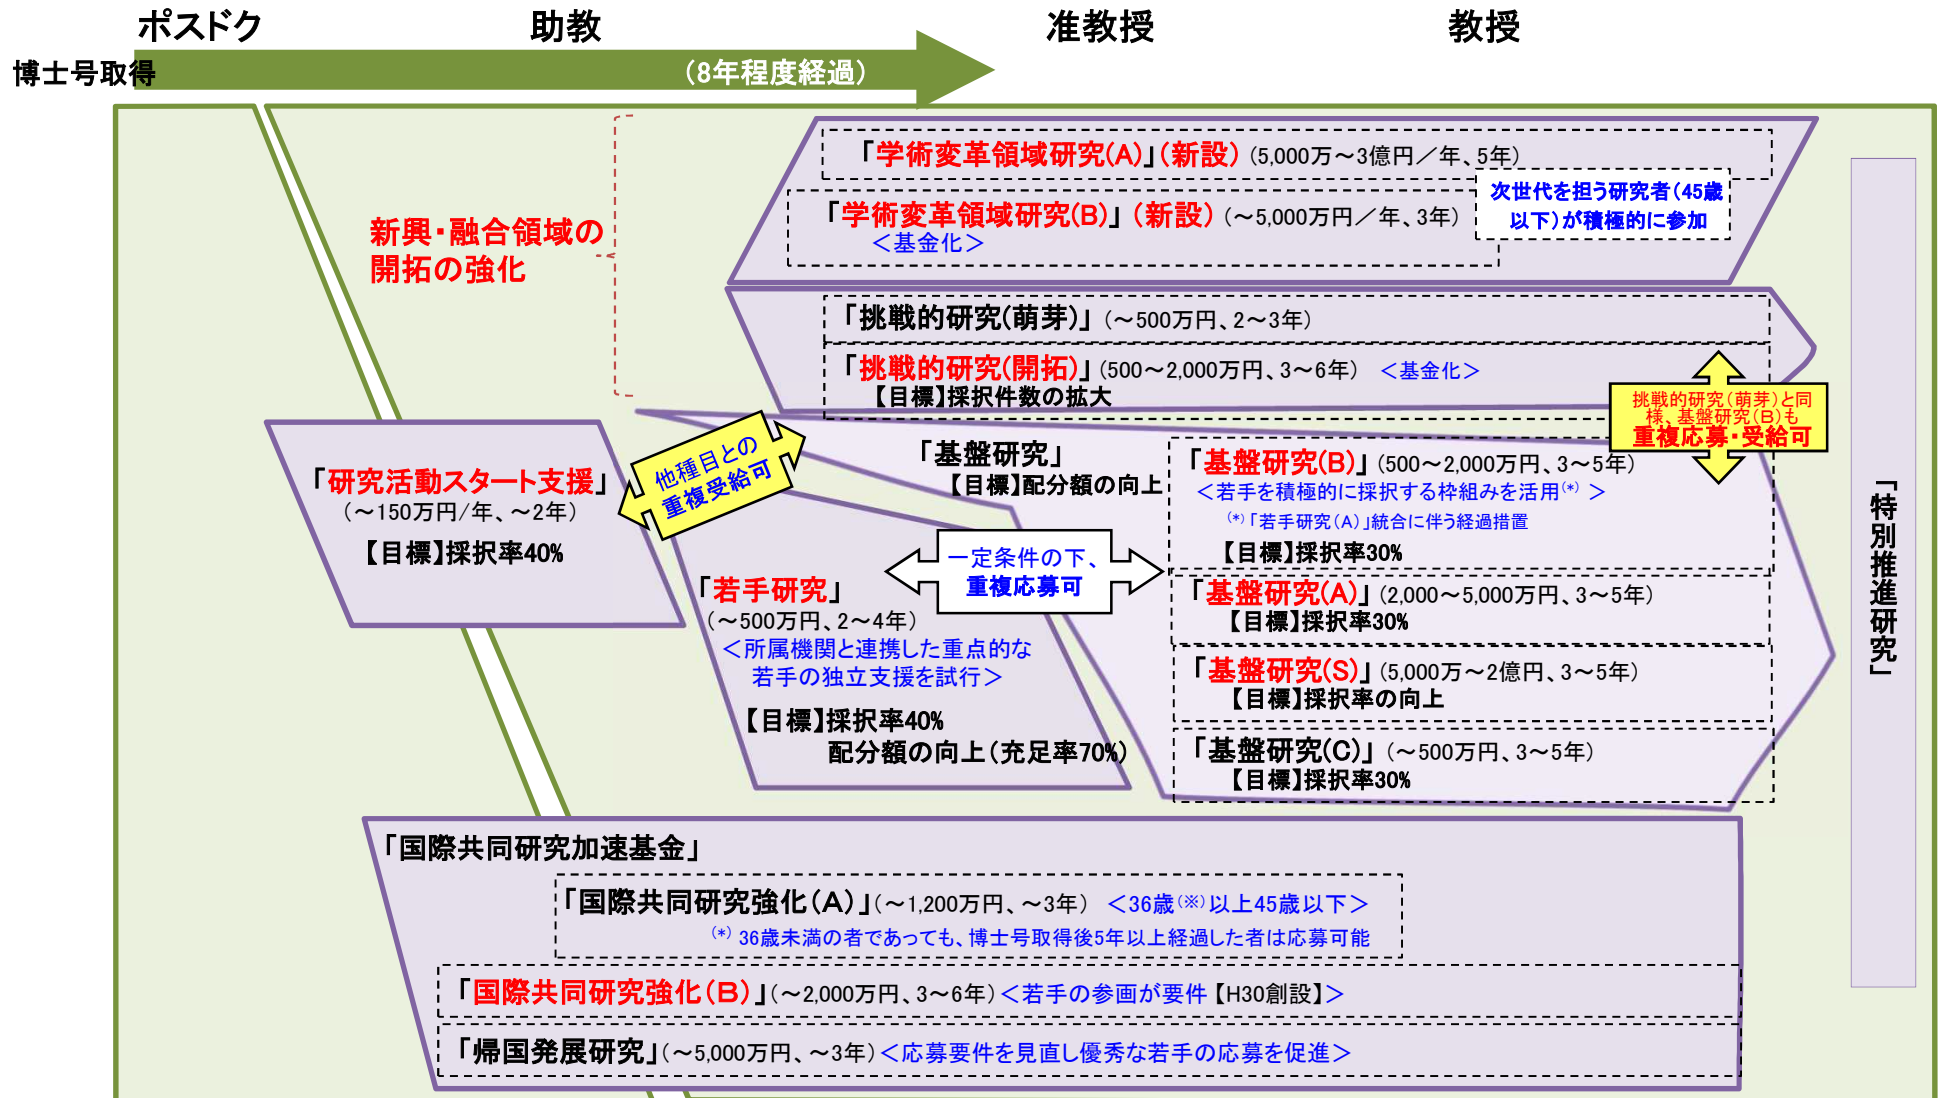 ポスドク
助教
准教授
教授
博士号取得
（8年程度経過）
新興・融合領域の
開拓の強化
「学術変革領域研究(A)」（新設）（5,000万～3億円／年、5年）
「学術変革領域研究(B)」（新設）（～5,000万円／年、3年）
＜基金化＞
次世代を担う研究者（45歳
以下）が積極的に参加
「挑戦的研究(萌芽)」（～500万円、2～3年）
「挑戦的研究(開拓)」（500～2,000万円、3～6年）　＜基金化＞
【目標】採択件数の拡大
挑戦的研究（萌芽）と同
様、基盤研究（B）も
重複応募・受給可
「研究活動スタート支援」
（～150万円/年、～2年）
【目標】採択率40%
他種目との
重複受給可
「基盤研究」
【目標】配分額の向上
「若手研究」
（～500万円、2～4年）
＜所属機関と連携した重点的な
若手の独立支援を試行＞
【目標】採択率40%
配分額の向上（充足率70%）
一定条件の下、
重複応募可
「基盤研究(B)」（500～2,000万円、3～5年）
＜若手を積極的に採択する枠組みを活用(*) ＞
(*)「若手研究（A）」統合に伴う経過措置
【目標】採択率30%
「基盤研究(A)」（2,000～5,000万円、3～5年）
【目標】採択率30%
「基盤研究(S)」（5,000万～2億円、3～5年）
【目標】採択率の向上
「基盤研究(C)」（～500万円、3～5年）
【目標】採択率30%
「特別推進研究」
「国際共同研究加速基金」
「国際共同研究強化（A）」（～1,200万円、～3年）　＜36歳(※)以上45歳以下＞
(*) 36歳未満の者であっても、博士号取得後5年以上経過した者は応募可能
「国際共同研究強化（B）」（～2,000万円、3～6年）＜若手の参画が要件【H30創設】＞
「帰国発展研究」（～5,000万円、～3年）＜応募要件を見直し優秀な若手の応募を促進＞